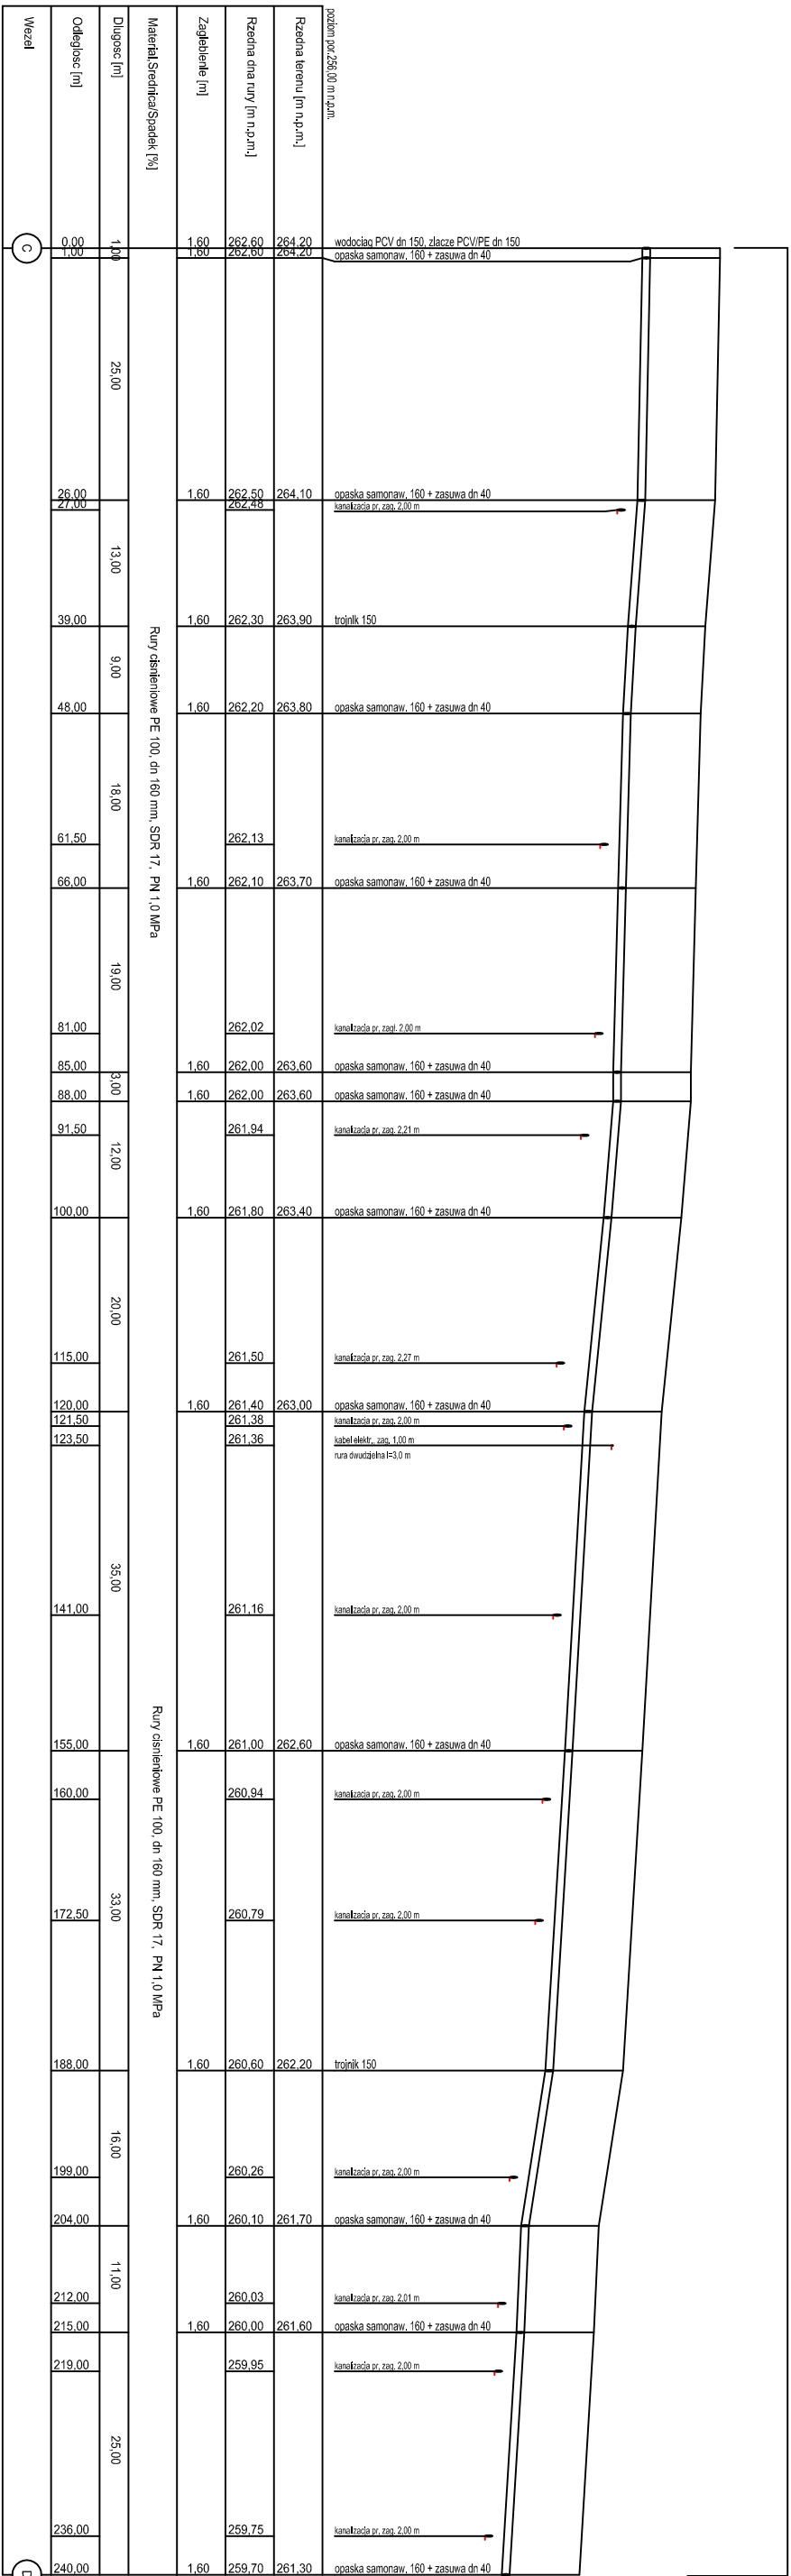 poziom por.256,00 m n.p.m.
Rzedna terenu [m n.p.m.]
Rzedna dna rury [m n.p.m.]
Zaglebienie [m]
Material,Srednica/Spadek [%]
Dlugosc [m]
Odleglosc [m]
Wezel
C
0,00 1,60 262,60 264,20 wodociag PCV dn 150, zlacze PCV/PE dn 150
1,00
1,00 1,60 262,60 264,20 opaska samonaw. 160 + zasuwa dn 40
25,00
26,00 1,60 262,50 264,10 opaska samonaw. 160 + zasuwa dn 40
27,00 262,48 kanalizacja pr, zag. 2,00 m
13,00
39,00 1,60 262,30 263,90 trojnik 150
9,00
Rury cisnieniowe PE 100, dn 160 mm, SDR 17, PN 1,0 MPa
48,00 1,60 262,20 263,80 opaska samonaw. 160 + zasuwa dn 40
18,00
61,50 262,13 kanalizacja pr, zag. 2,00 m
66,00 1,60 262,10 263,70 opaska samonaw. 160 + zasuwa dn 40
19,00
81,00 262,02 kanalizacja pr, zagl. 2,00 m
85,00 1,60 262,00 263,60 opaska samonaw. 160 + zasuwa dn 40
3,00
88,00 1,60 262,00 263,60 opaska samonaw. 160 + zasuwa dn 40
91,50 261,94 kanalizacja pr, zag. 2,21 m
12,00
100,00 1,60 261,80 263,40 opaska samonaw. 160 + zasuwa dn 40
20,00
115,00 261,50 kanalizacja pr, zag. 2,27 m
120,00 1,60 261,40 263,00 opaska samonaw. 160 + zasuwa dn 40
121,50 261,38 kanalizacja pr, zag. 2,00 m
123,50 261,36 kabel elektr., zag. 1,00 m
rura dwudzielna l=3,0 m
35,00
141,00 261,16 kanalizacja pr, zag. 2,00 m
155,00 1,60 261,00 262,60 opaska samonaw. 160 + zasuwa dn 40
Rury cisnieniowe PE 100, dn 160 mm, SDR 17, PN 1,0 MPa
160,00 260,94 kanalizacja pr, zag. 2,00 m
33,00
172,50 260,79 kanalizacja pr, zag. 2,00 m
188,00 1,60 260,60 262,20 trojnik 150
16,00
199,00 260,26 kanalizacja pr, zag. 2,00 m
204,00 1,60 260,10 261,70 opaska samonaw. 160 + zasuwa dn 40
11,00
212,00 260,03 kanalizacja pr, zag. 2,01 m
215,00 1,60 260,00 261,60 opaska samonaw. 160 + zasuwa dn 40
219,00 259,95 kanalizacja pr, zag. 2,00 m
25,00
236,00 259,75 kanalizacja pr, zag. 2,00 m
240,00 1,60 259,70 261,30 opaska samonaw. 160 + zasuwa dn 40